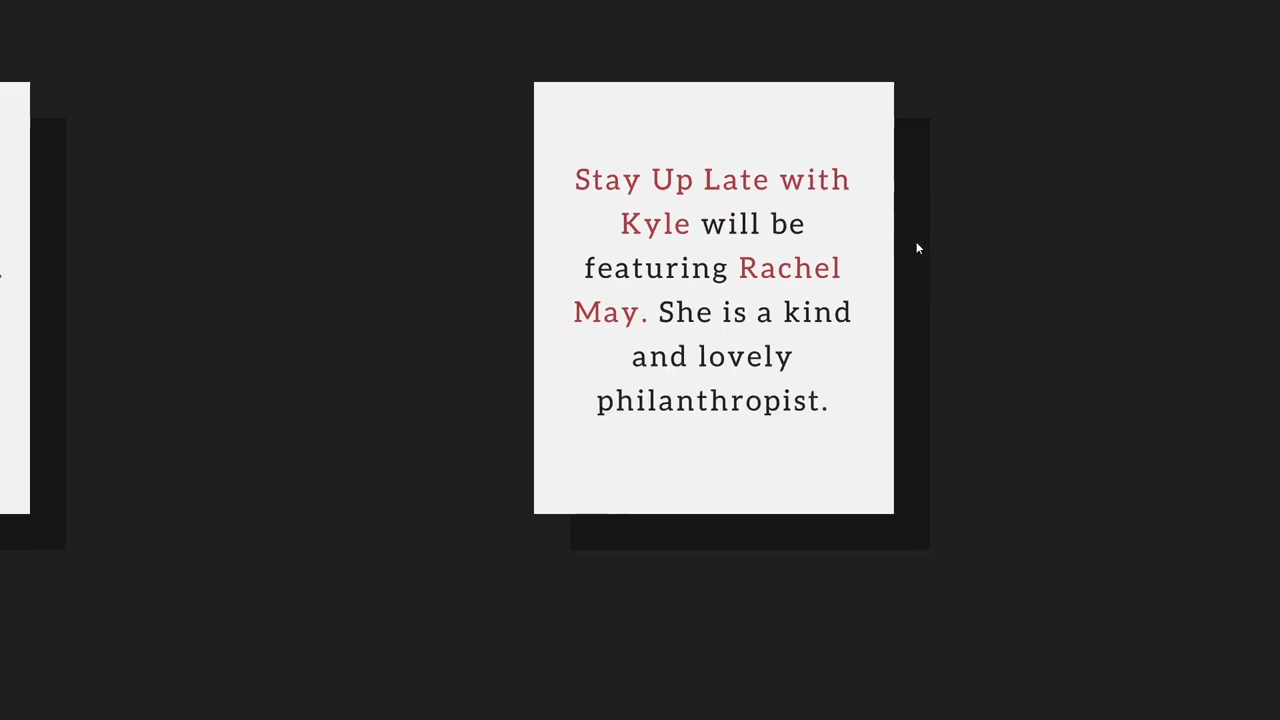 Stay Up Late with
Kyle will be
featuring Rachel
May. She is a kind
and lovely
philanthropist.